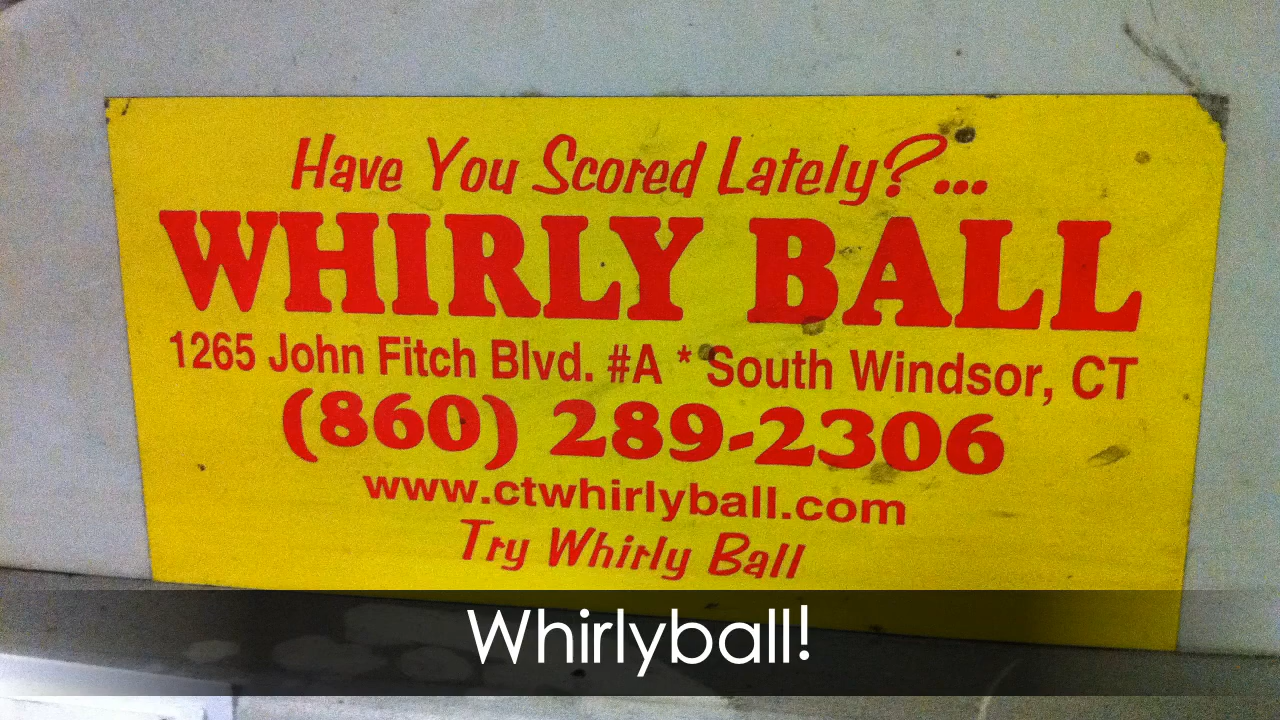 Have You Scored Lately?...
WHIRLY BALL
1265 John Fitch Blvd. #A * South Windsor, CT
(860) 289-2306
www.ctwhirlyball.com
Try Whirly Ball
Whirlyball!